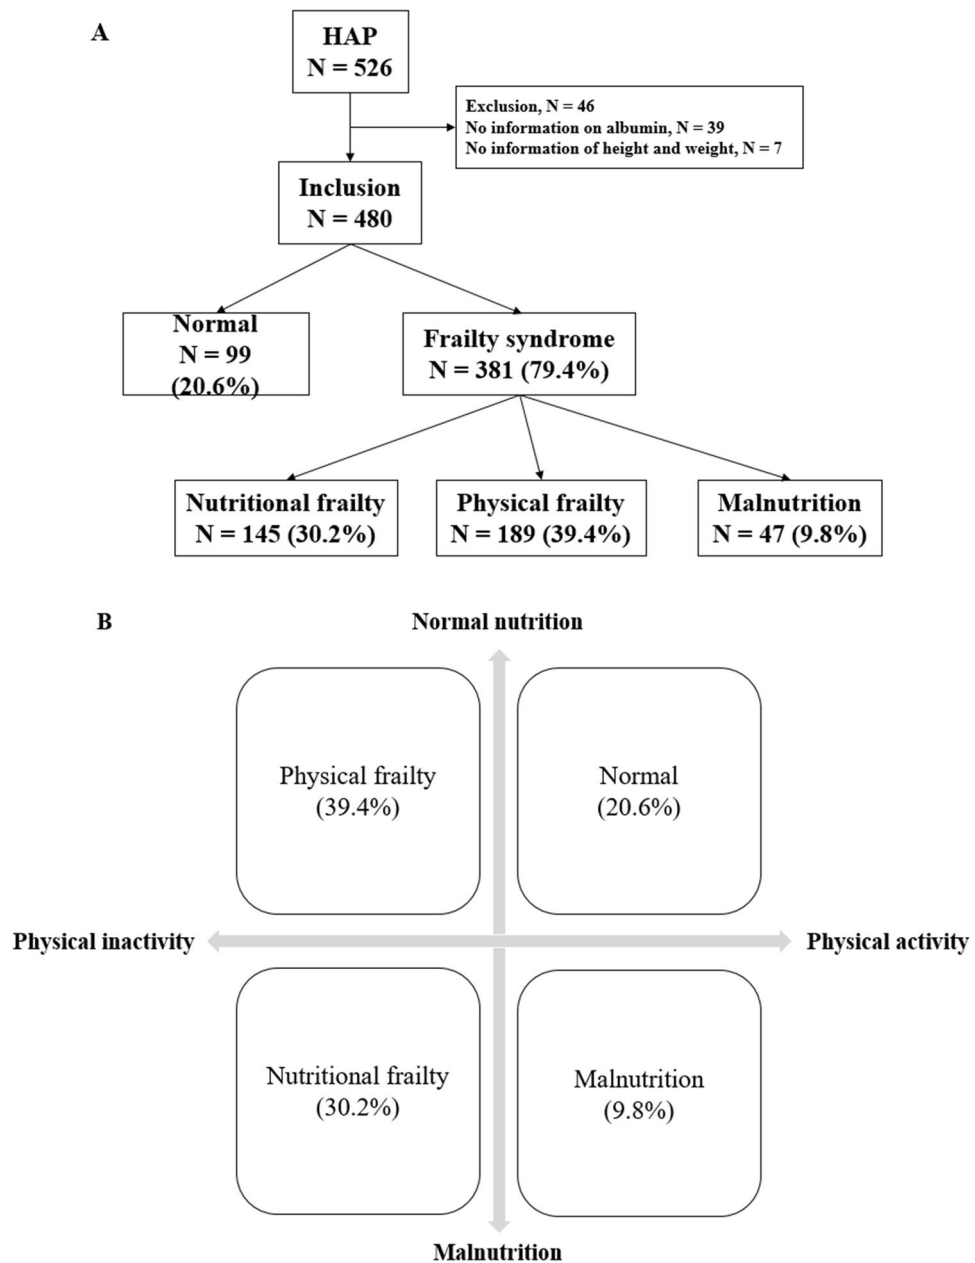 A
HAP
N = 526
Exclusion, N = 46
No information on albumin, N = 39
No information of height and weight, N = 7
Inclusion
N = 480
Normal
N = 99
(20.6%)
Frailty syndrome
N = 381 (79.4%)
Nutritional frailty
N = 145 (30.2%)
Physical frailty
N = 189 (39.4%)
Malnutrition
N = 47 (9.8%)
B
Normal nutrition
Physical frailty
(39.4%)
Normal
(20.6%)
Physical inactivity
Physical activity
Nutritional frailty
(30.2%)
Malnutrition
(9.8%)
Malnutrition